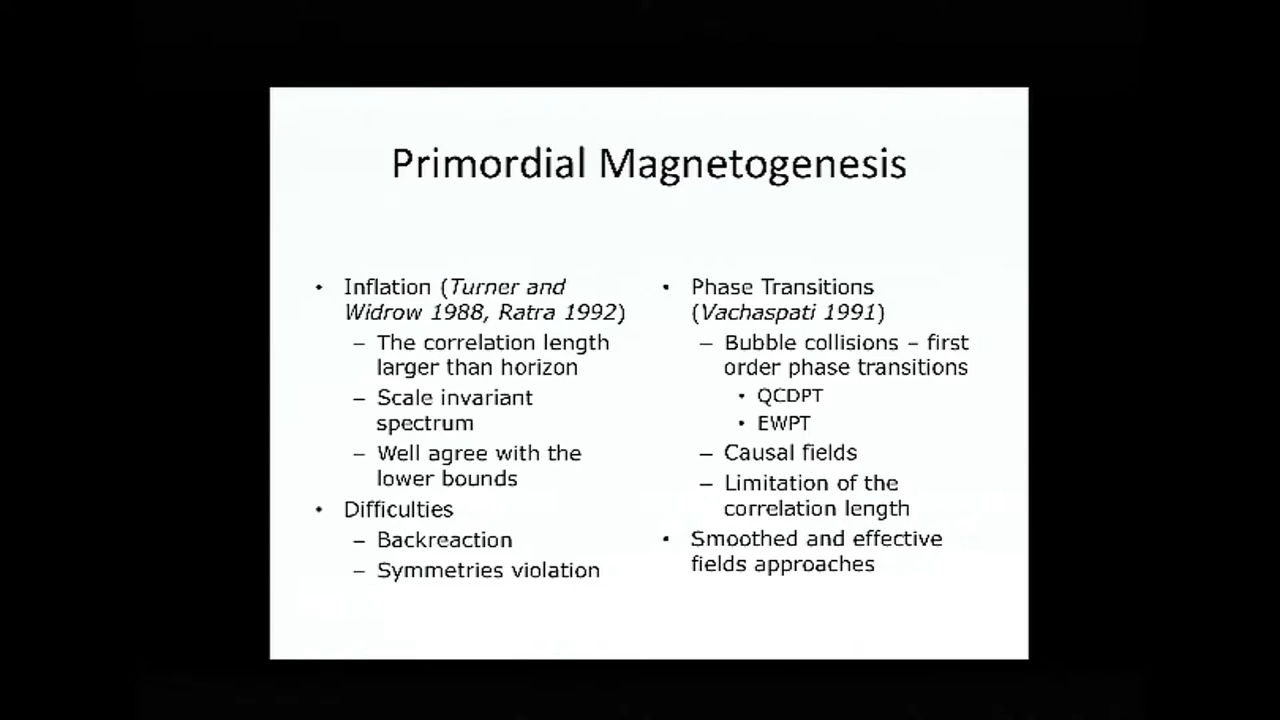 Primordial Magnetogenesis
• Inflation (Turner and
Widrow 1988, Ratra 1992)
– The correlation length
larger than horizon
– Scale invariant
spectrum
– Well agree with the
lower bounds
• Difficulties
– Backreaction
– Symmetries violation
• Phase Transitions
(Vachaspati 1991)
– Bubble collisions – first
order phase transitions
• QCDPT
• EWPT
– Causal fields
– Limitation of the
correlation length
• Smoothed and effective
fields approaches